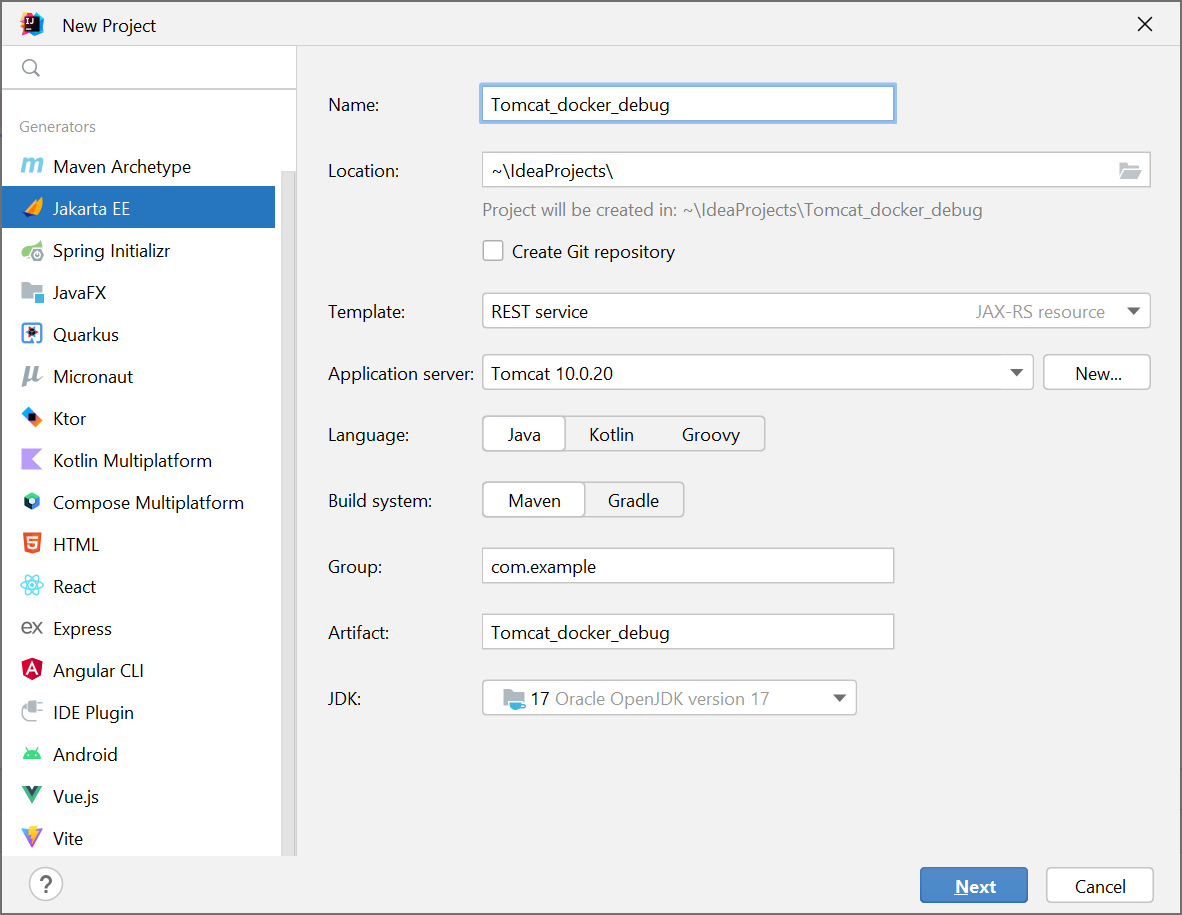 New Project
Generators
Maven Archetype
Jakarta EE
Spring Initializr
JavaFX
Quarkus
Micronaut
Ktor
Kotlin Multiplatform
Compose Multiplatform
HTML
React
Express
Angular CLI
IDE Plugin
Android
Vue.js
Vite
Name: Tomcat_docker_debug
Location: ~\IdeaProjects\
Project will be created in: ~\IdeaProjects\Tomcat_docker_debug
Create Git repository
Template: REST service JAX-RS resource
Application server: Tomcat 10.0.20 New...
Language: Java Kotlin Groovy
Build system: Maven Gradle
Group: com.example
Artifact: Tomcat_docker_debug
JDK: 17 Oracle OpenJDK version 17
? Next Cancel